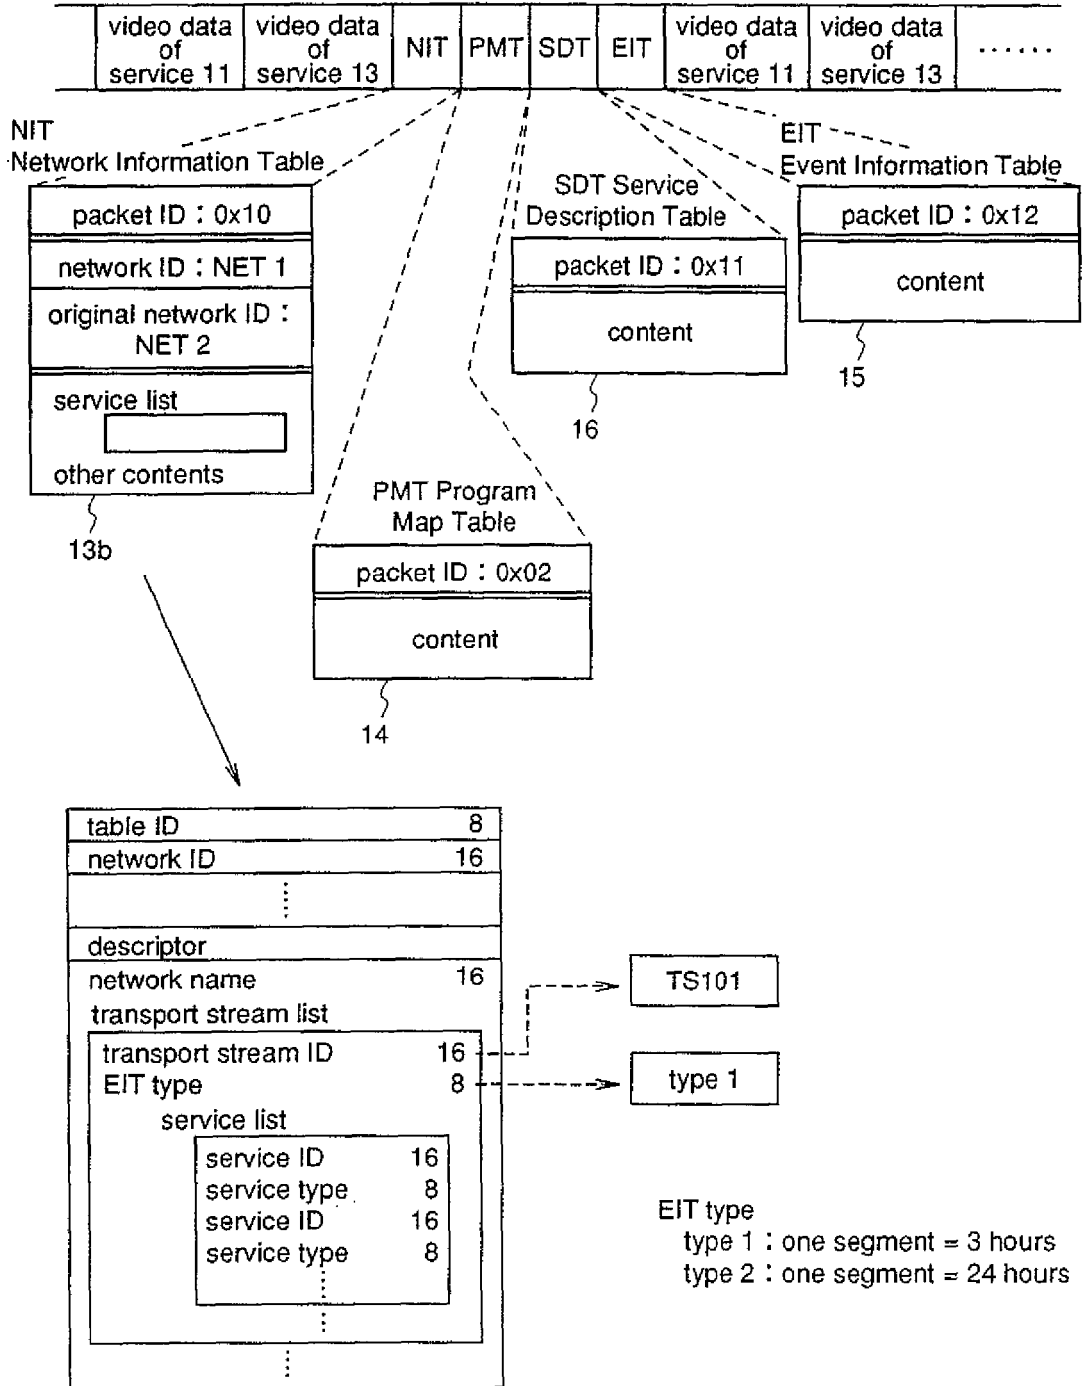 video data
of
service 11
video data
of
service 13
NIT
PMT
SDT
EIT
video data
of
service 11
video data
of
service 13
······
NIT
Network Information Table
packet ID : 0x10
network ID : NET 1
original network ID :
NET 2
service list
other contents
13b
EIT
Event Information Table
packet ID : 0x12
content
15
SDT Service
Description Table
packet ID : 0x11
content
16
PMT Program
Map Table
packet ID : 0x02
content
14
table ID 8
network ID 16
descriptor
network name 16
transport stream list
transport stream ID 16
EIT type 8
service list
service ID 16
service type 8
service ID 16
service type 8
TS101
type 1
EIT type
type 1 : one segment = 3 hours
type 2 : one segment = 24 hours